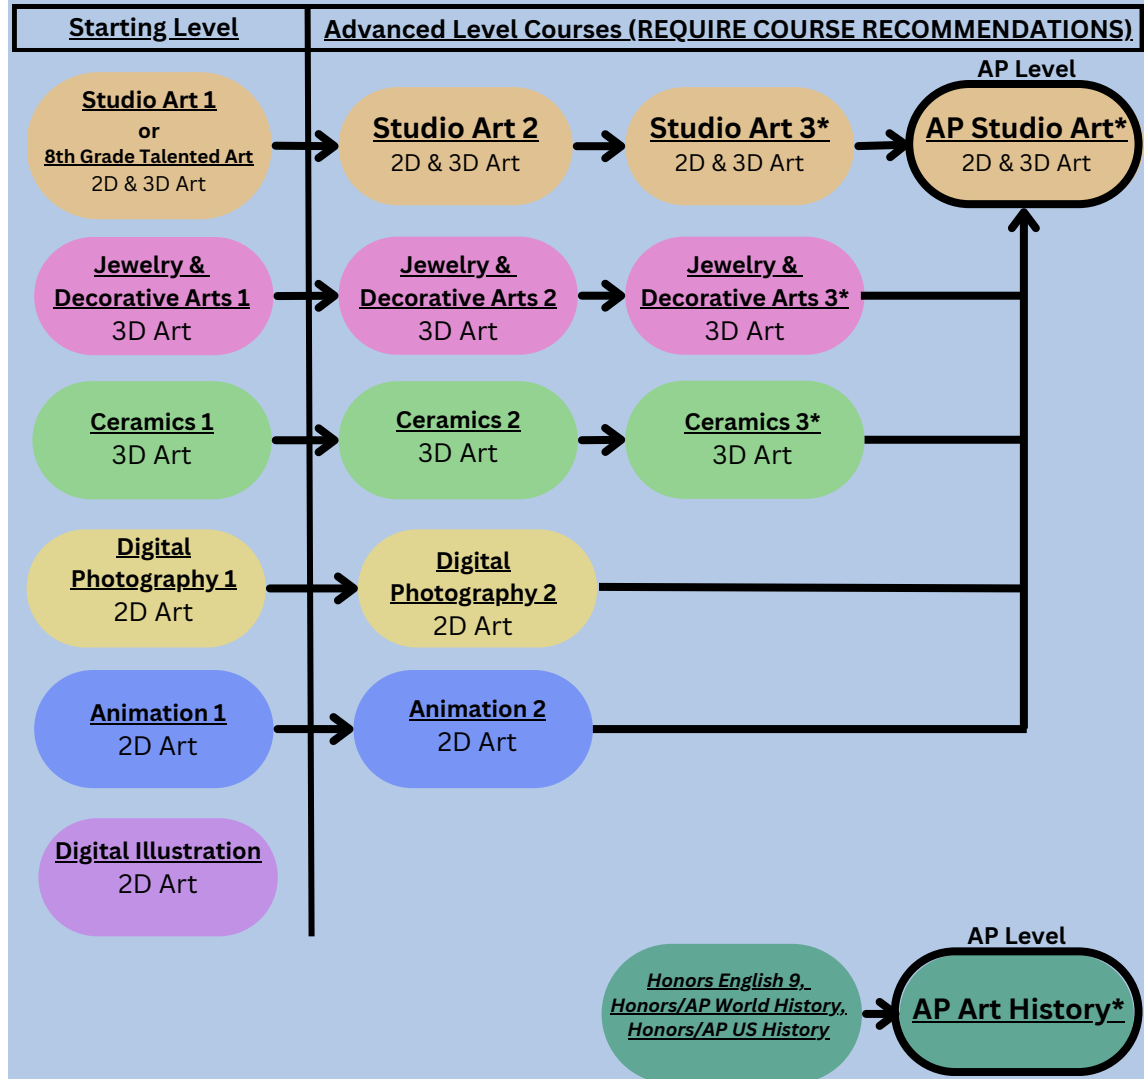 Starting Level
Advanced Level Courses (REQUIRE COURSE RECOMMENDATIONS)
Studio Art 1
or
8th Grade Talented Art
2D & 3D Art
Studio Art 2
2D & 3D Art
Studio Art 3*
2D & 3D Art
AP Level
AP Studio Art*
2D & 3D Art
Jewelry &
Decorative Arts 1
3D Art
Jewelry &
Decorative Arts 2
3D Art
Jewelry &
Decorative Arts 3*
3D Art
Ceramics 1
3D Art
Ceramics 2
3D Art
Ceramics 3*
3D Art
Digital
Photography 1
2D Art
Digital
Photography 2
2D Art
Animation 1
2D Art
Animation 2
2D Art
Digital Illustration
2D Art
Honors English 9,
Honors/AP World History,
Honors/AP US History
AP Level
AP Art History*